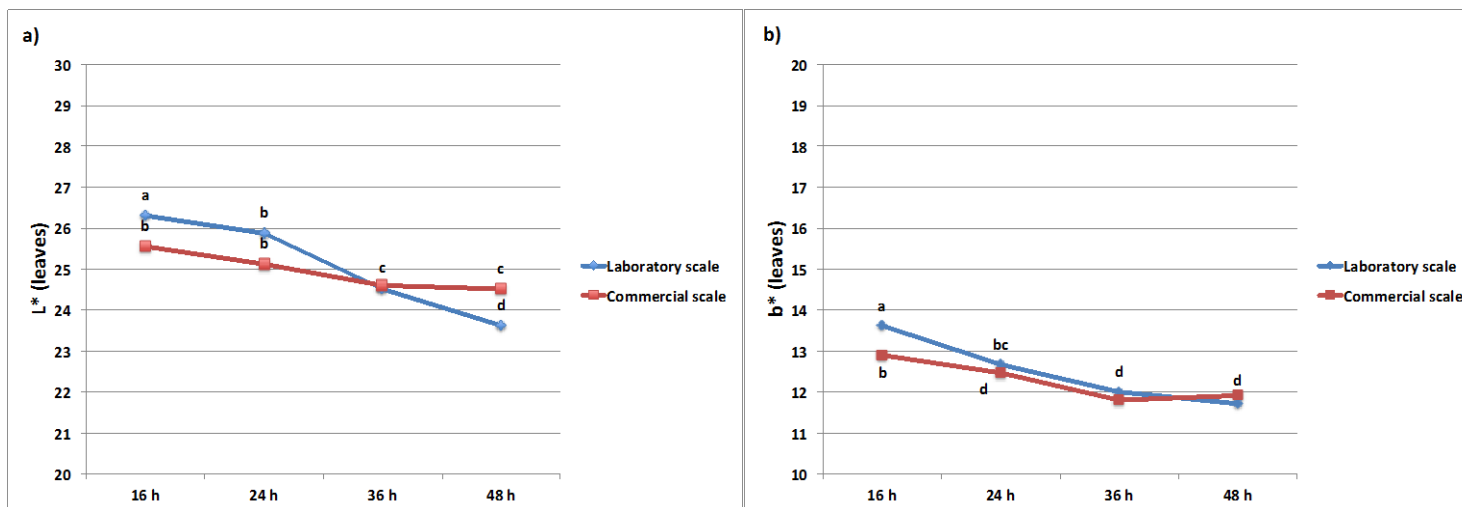 a)
30
29
28
27
26
25
24
23
22
21
20
L* (leaves)
a
b
b
b
c
c
d
16 h
24 h
36 h
48 h
Laboratory scale
Commercial scale
b)
20
19
18
17
16
15
14
13
12
11
10
b* (leaves)
a
b
bc
d
d
d
16 h
24 h
36 h
48 h
Laboratory scale
Commercial scale